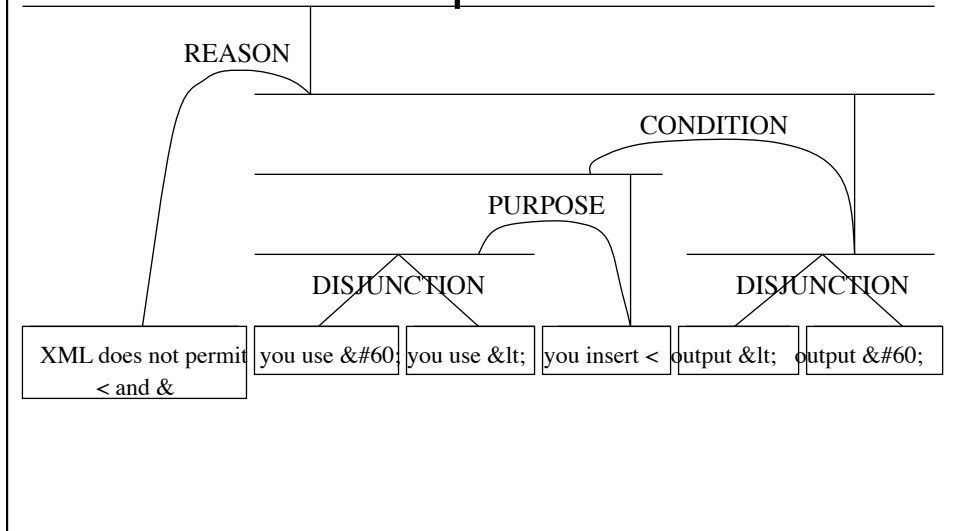 REASON
CONDITION
PURPOSE
DISJUNCTION
DISJUNCTION
XML does not permit
< and &
you use &#60;
you use &lt;
you insert <
output &lt;
output &#60;